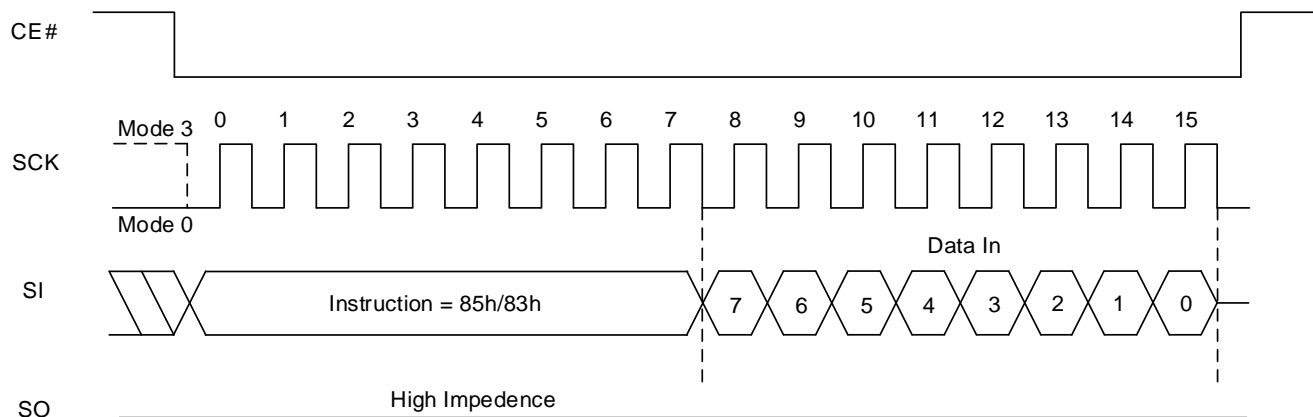 CE#
Mode 3
0 1 2 3 4 5 6 7 8 9 10 11 12 13 14 15
SCK
Mode 0
Data In
SI
Instruction = 85h/83h
7 6 5 4 3 2 1 0
High Impedence
SO